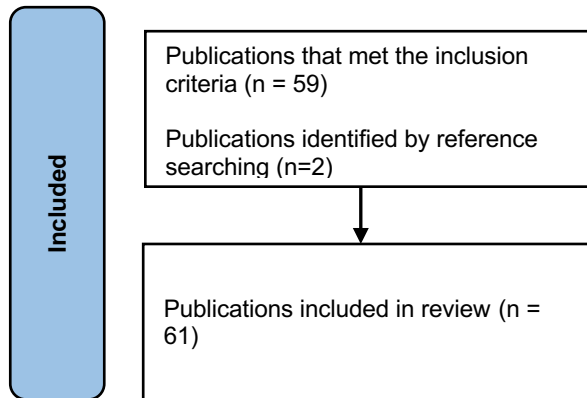 Included
Publications that met the inclusion
criteria (n = 59)
Publications identified by reference
searching (n=2)
Publications included in review (n =
61)